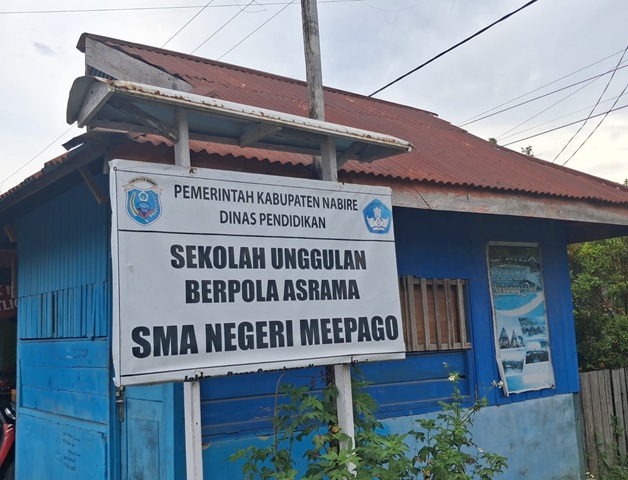 PEMERINTAH KABUPATEN NABIRE
DINAS PENDIDIKAN
SEKOLAH UNGGULAN
BERPOLA ASRAMA
SMA NEGERI MEEPAGO